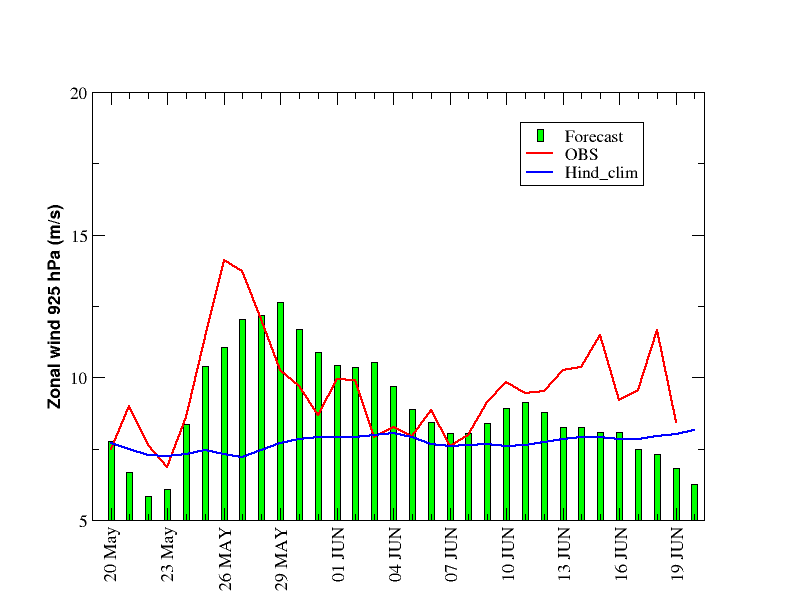 20
15
10
5
Zonal wind 925 hPa (m/s)
Forecast
OBS
Hind_clim
20 May
23 May
26 MAY
29 MAY
01 JUN
04 JUN
07 JUN
10 JUN
13 JUN
16 JUN
19 JUN